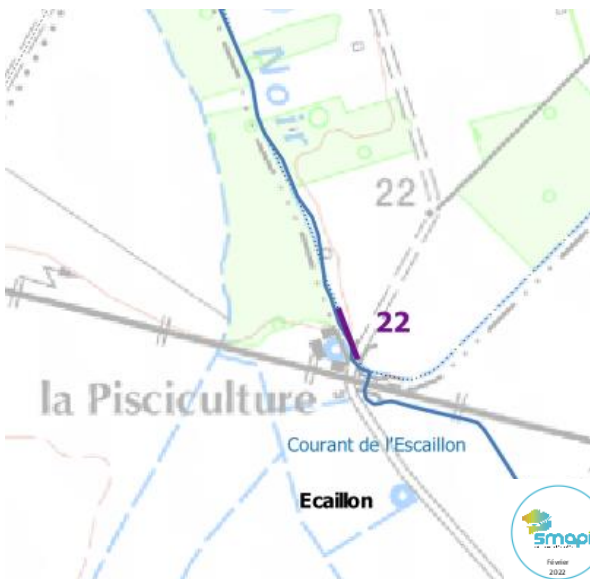 Noir
22
22
la Pisciculture
Courant de l'Escaillon
Ecaillon
smapi
Février
2022